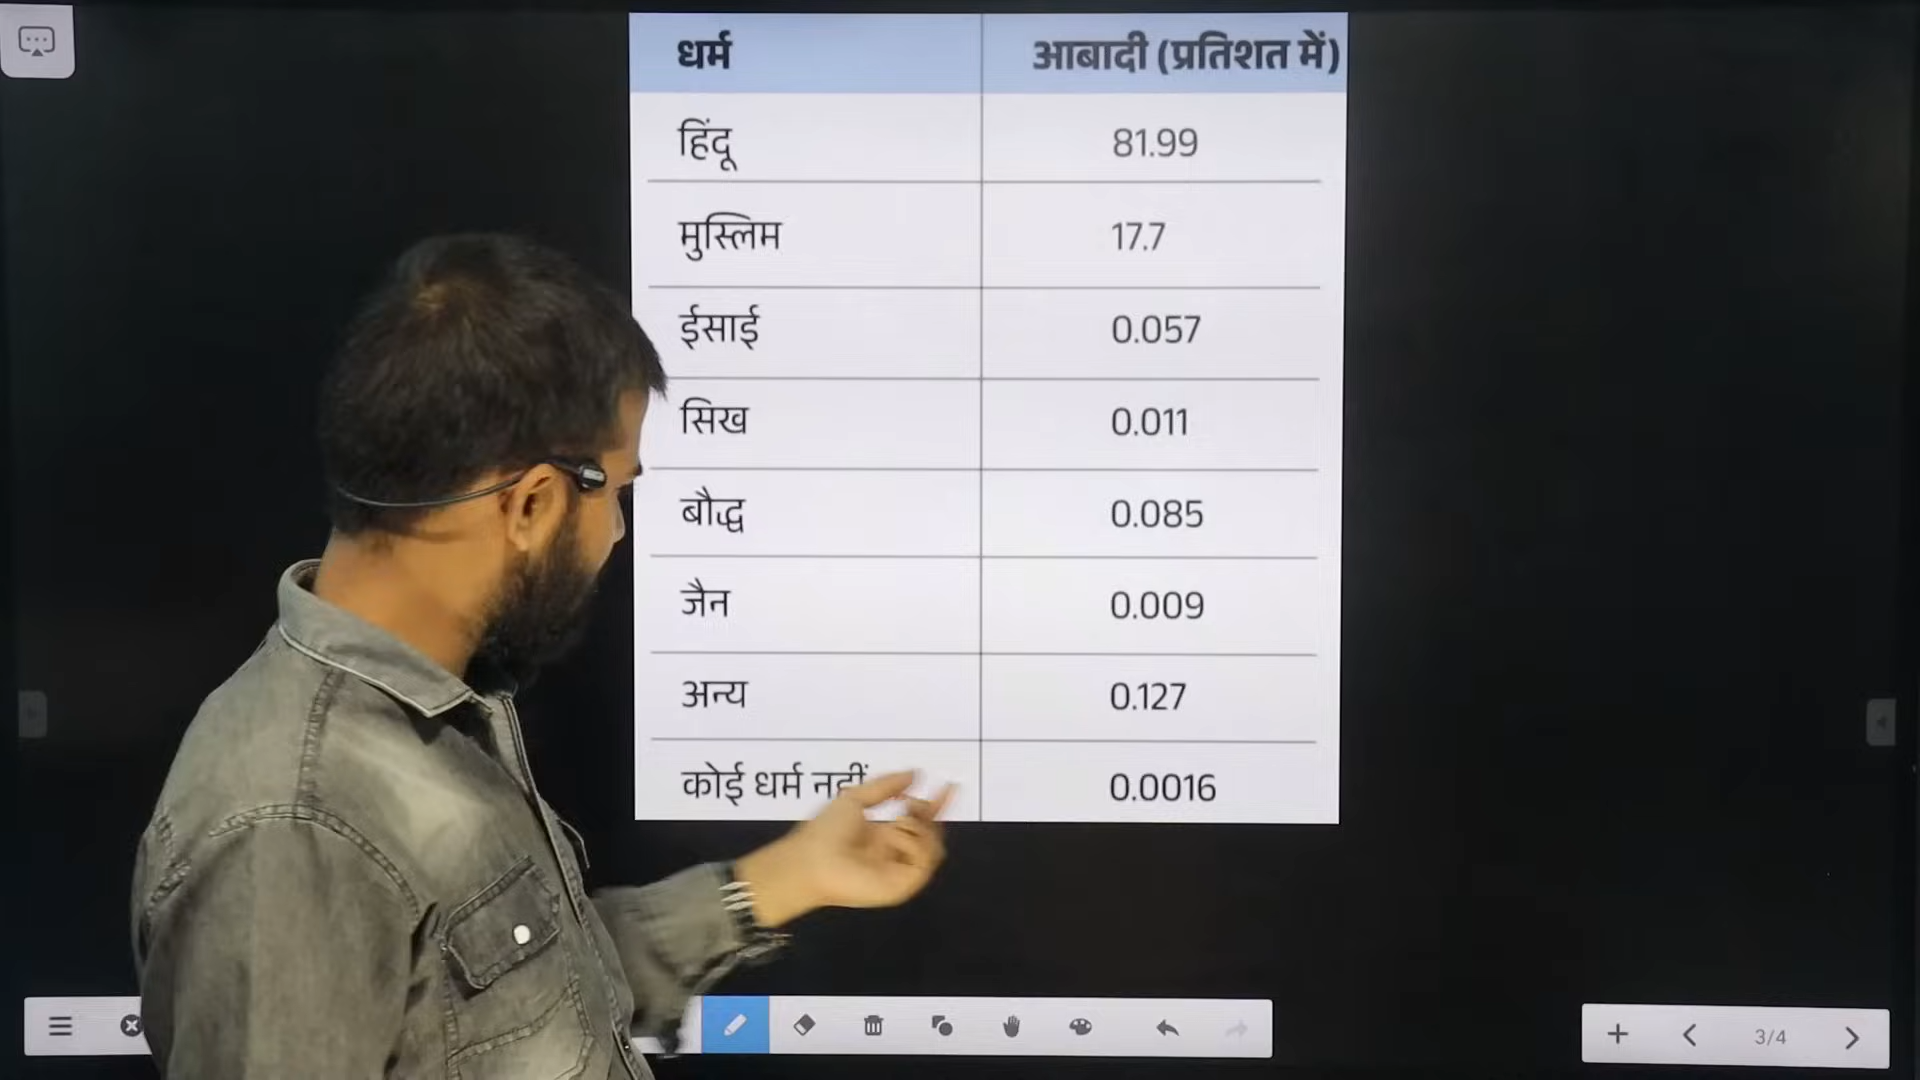 धर्म आबादी (प्रतिशत में)
हिंदू 81.99
मुस्लिम 17.7
ईसाई 0.057
सिख 0.011
बौद्ध 0.085
जैन 0.009
अन्य 0.127
कोई धर्म नहीं 0.0016
3/4